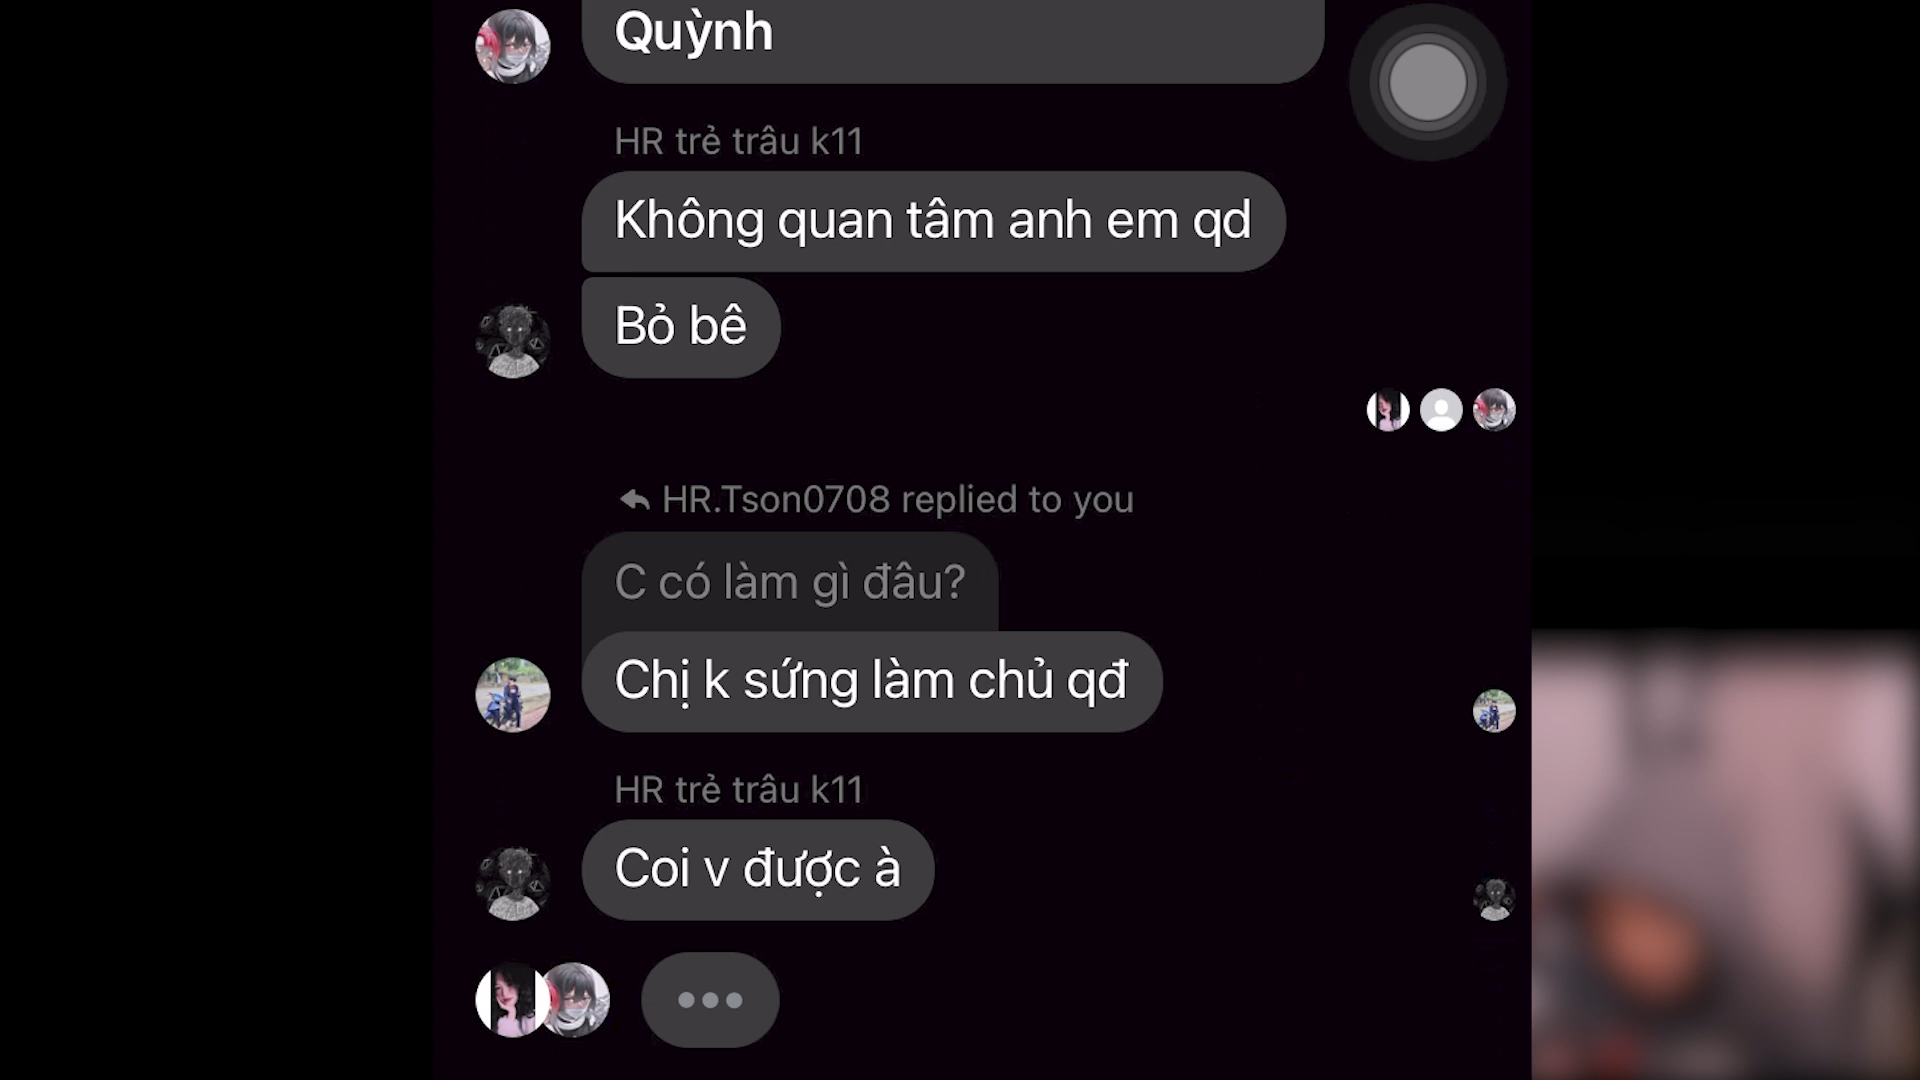 Quỳnh
HR trẻ trâu k11
Không quan tâm anh em qd
Bỏ bê
HR.Tson0708 replied to you
C có làm gì đâu?
Chị k sứng làm chủ qđ
HR trẻ trâu k11
Coi v được à